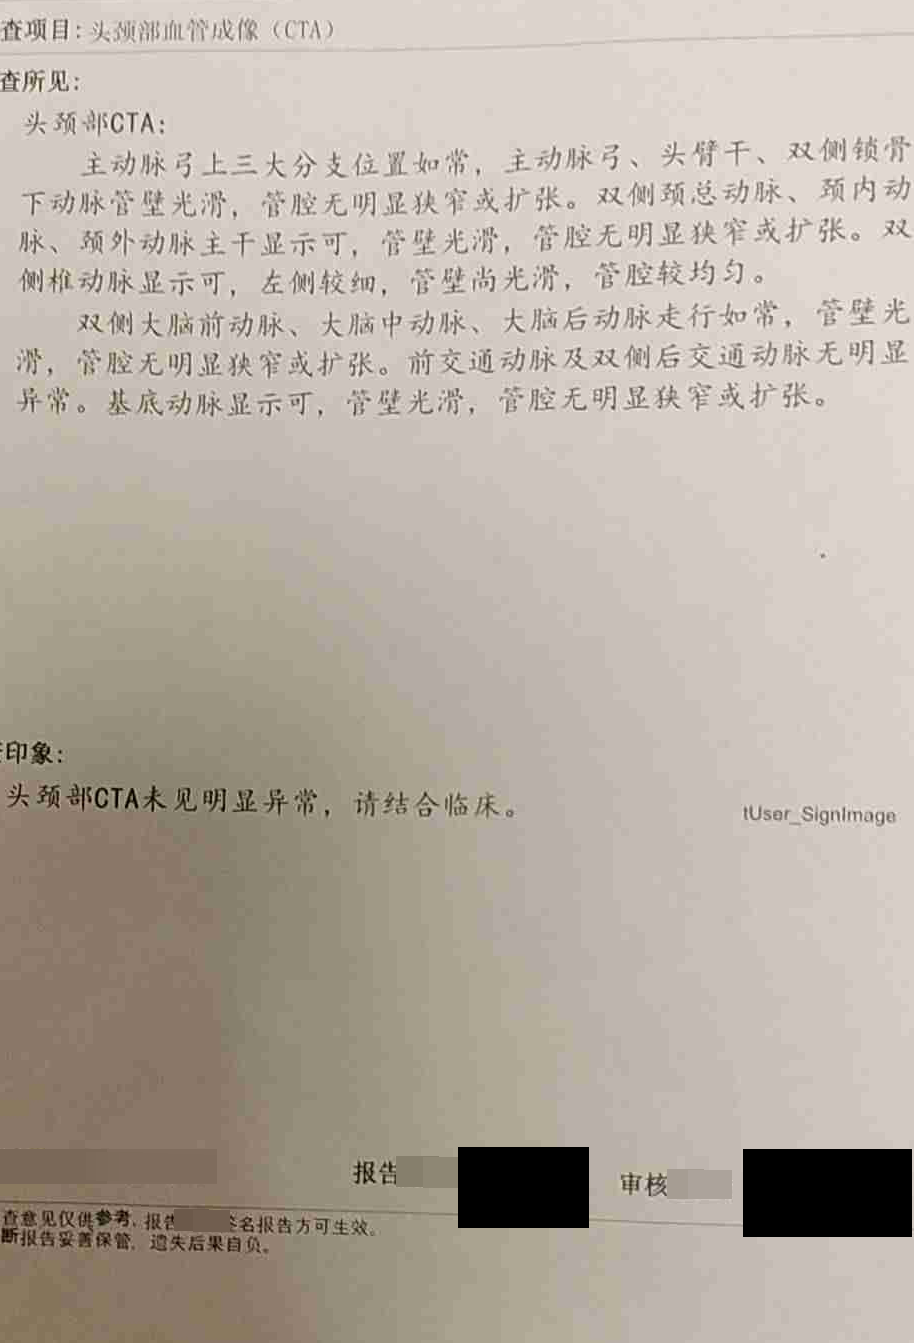 查项目：头颈部血管成像（CTA）
查所见：
头颈部CTA：
主动脉弓上三大分支位置如常，主动脉弓、头臂干、双侧锁骨
下动脉管壁光滑，管腔无明显狭窄或扩张。双侧颈总动脉、颈内动
脉、颈外动脉主干显示可，管壁光滑，管腔无明显狭窄或扩张。双
侧椎动脉显示可，左侧较细，管壁尚光滑，管腔较均匀。
双侧大脑前动脉、大脑中动脉、大脑后动脉走行如常，管壁光
滑，管腔无明显狭窄或扩张。前交通动脉及双侧后交通动脉无明显
异常。基底动脉显示可，管壁光滑，管腔无明显狭窄或扩张。
印象：
头颈部CTA未见明显异常，请结合临床。
tUser_SignImage
报告 审核
查意见仅供参考，报告 签名报告方可生效。
断报告妥善保管，遗失后果自负。